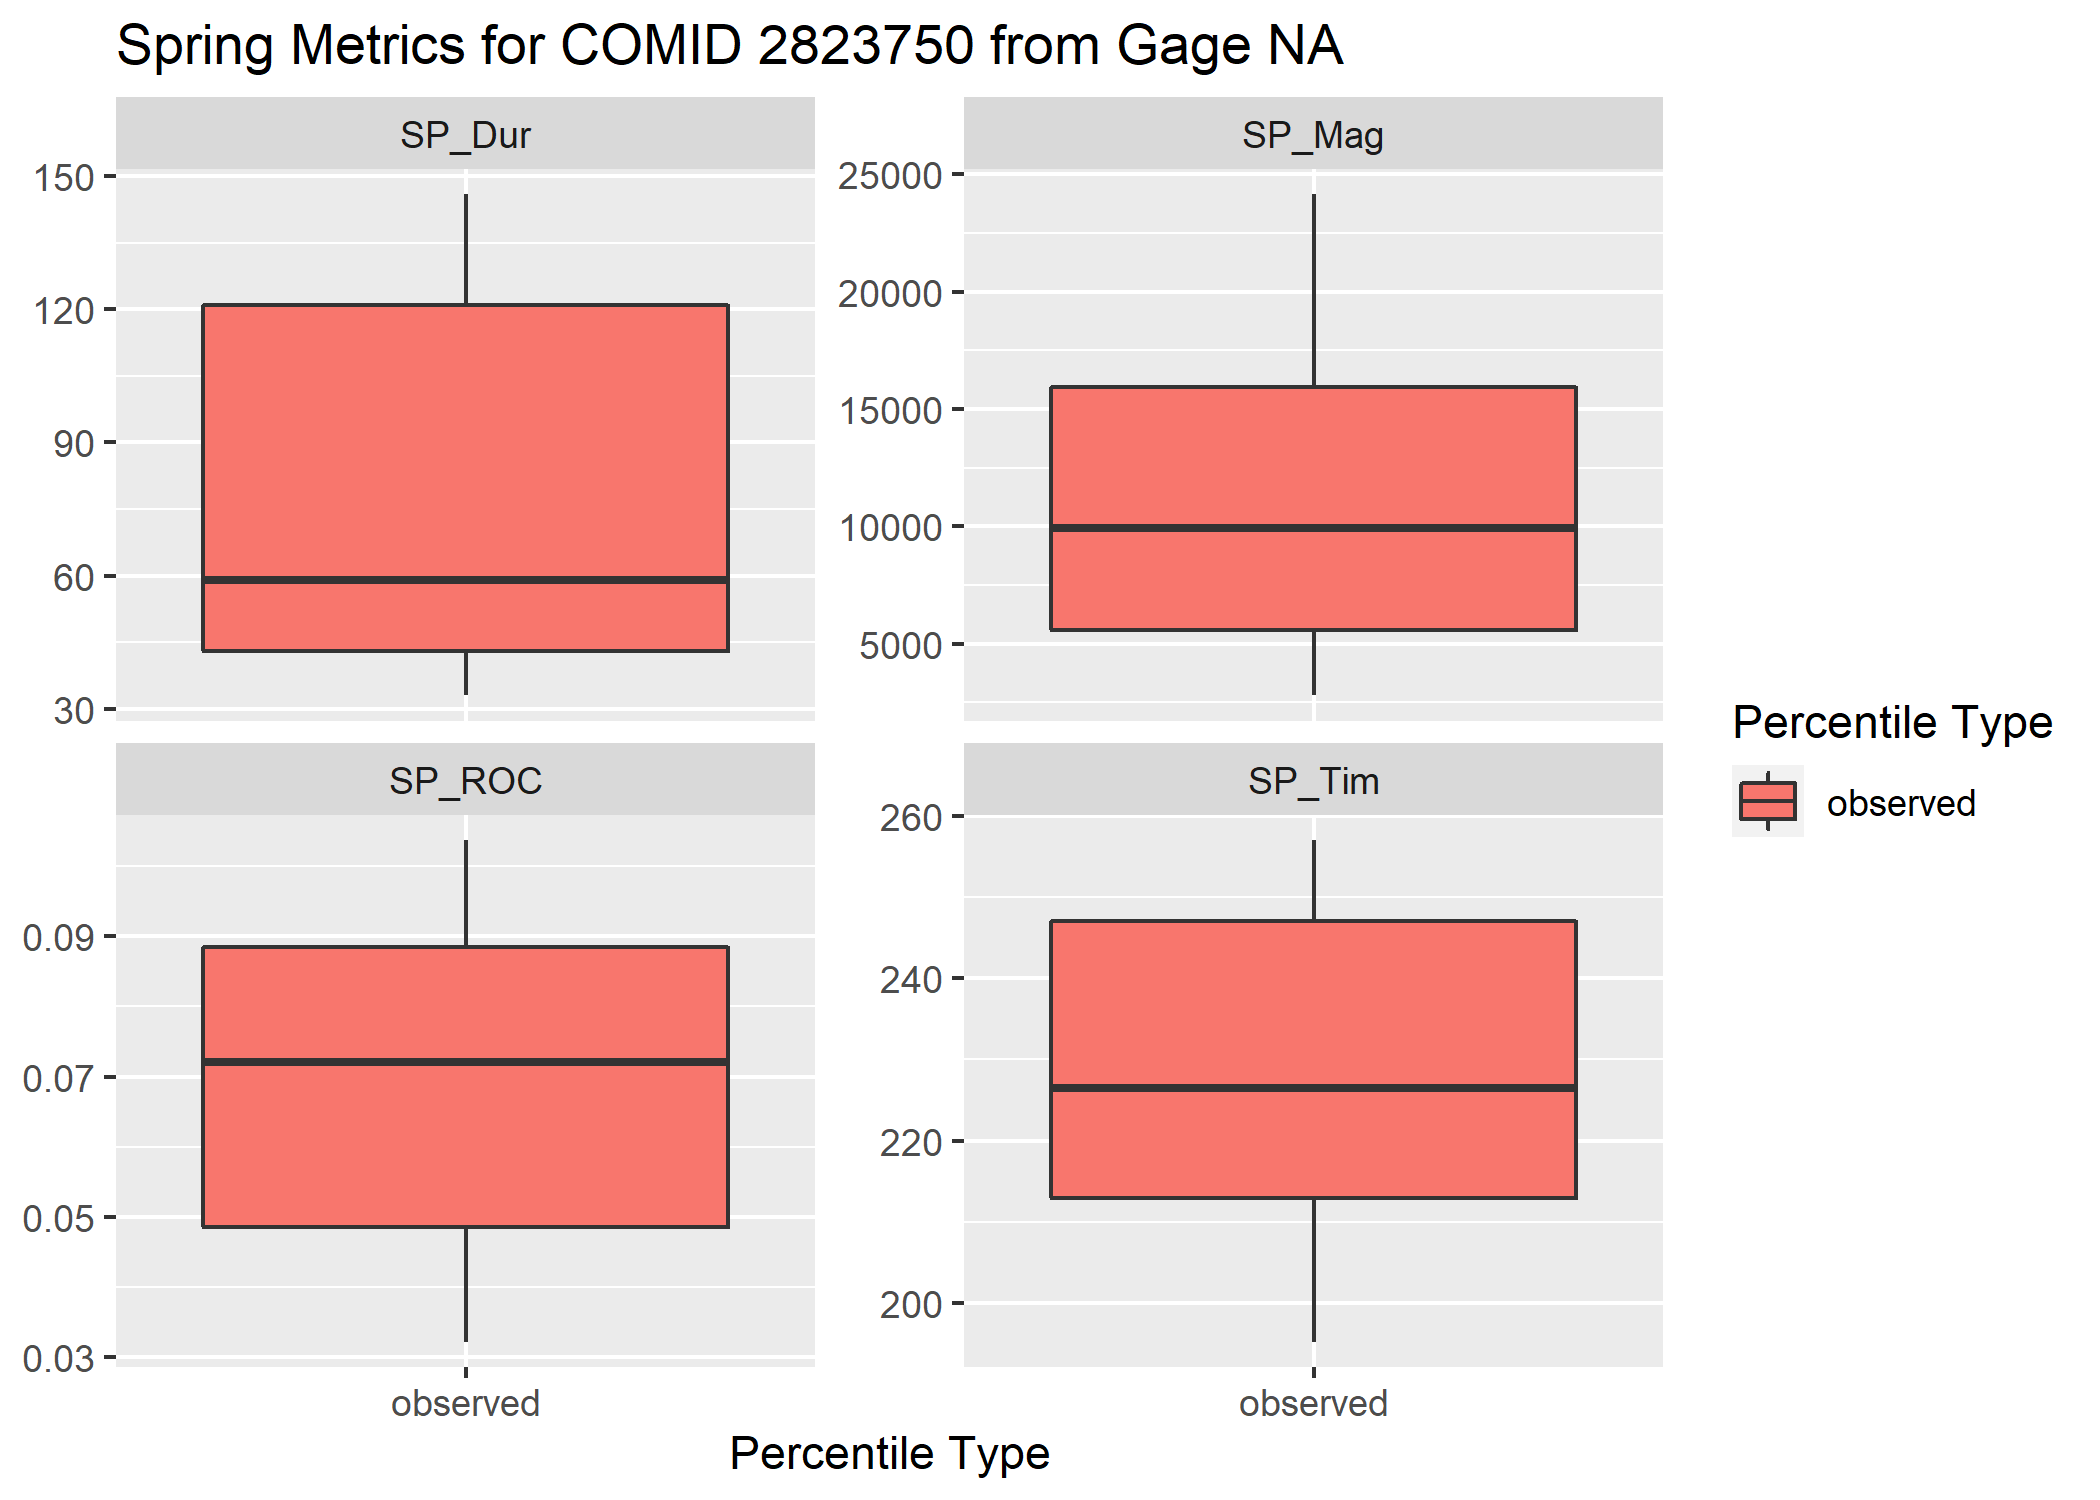 Spring Metrics for COMID 2823750 from Gage NA
SP_Dur
150
120
90
60
30
SP_Mag
25000
20000
15000
10000
5000
SP_ROC
0.09
0.07
0.05
0.03
observed
SP_Tim
260
240
220
200
observed
Percentile Type
Percentile Type
observed